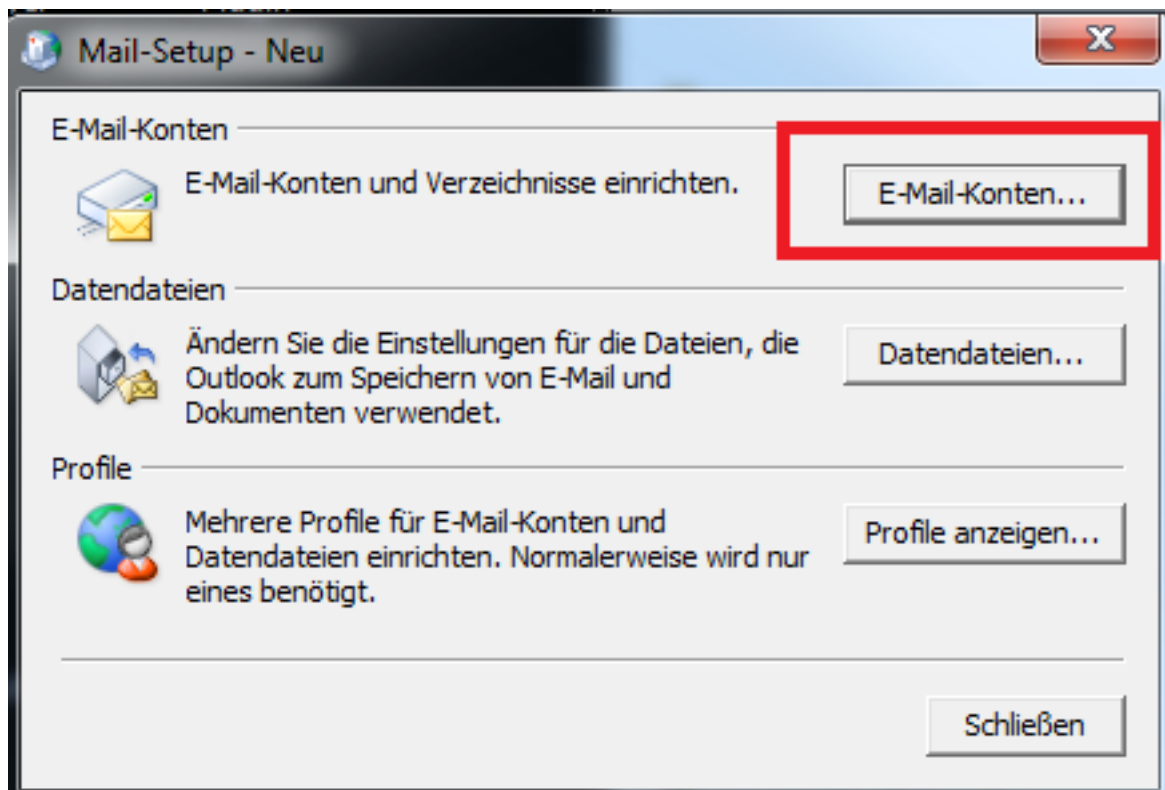 Mail-Setup - Neu
E-Mail-Konten
E-Mail-Konten und Verzeichnisse einrichten.
E-Mail-Konten...
Datendateien
Ändern Sie die Einstellungen für die Dateien, die
Outlook zum Speichern von E-Mail und
Dokumenten verwendet.
Datendateien...
Profile
Mehrere Profile für E-Mail-Konten und
Datendateien einrichten. Normalerweise wird nur
eines benötigt.
Profile anzeigen...
Schließen